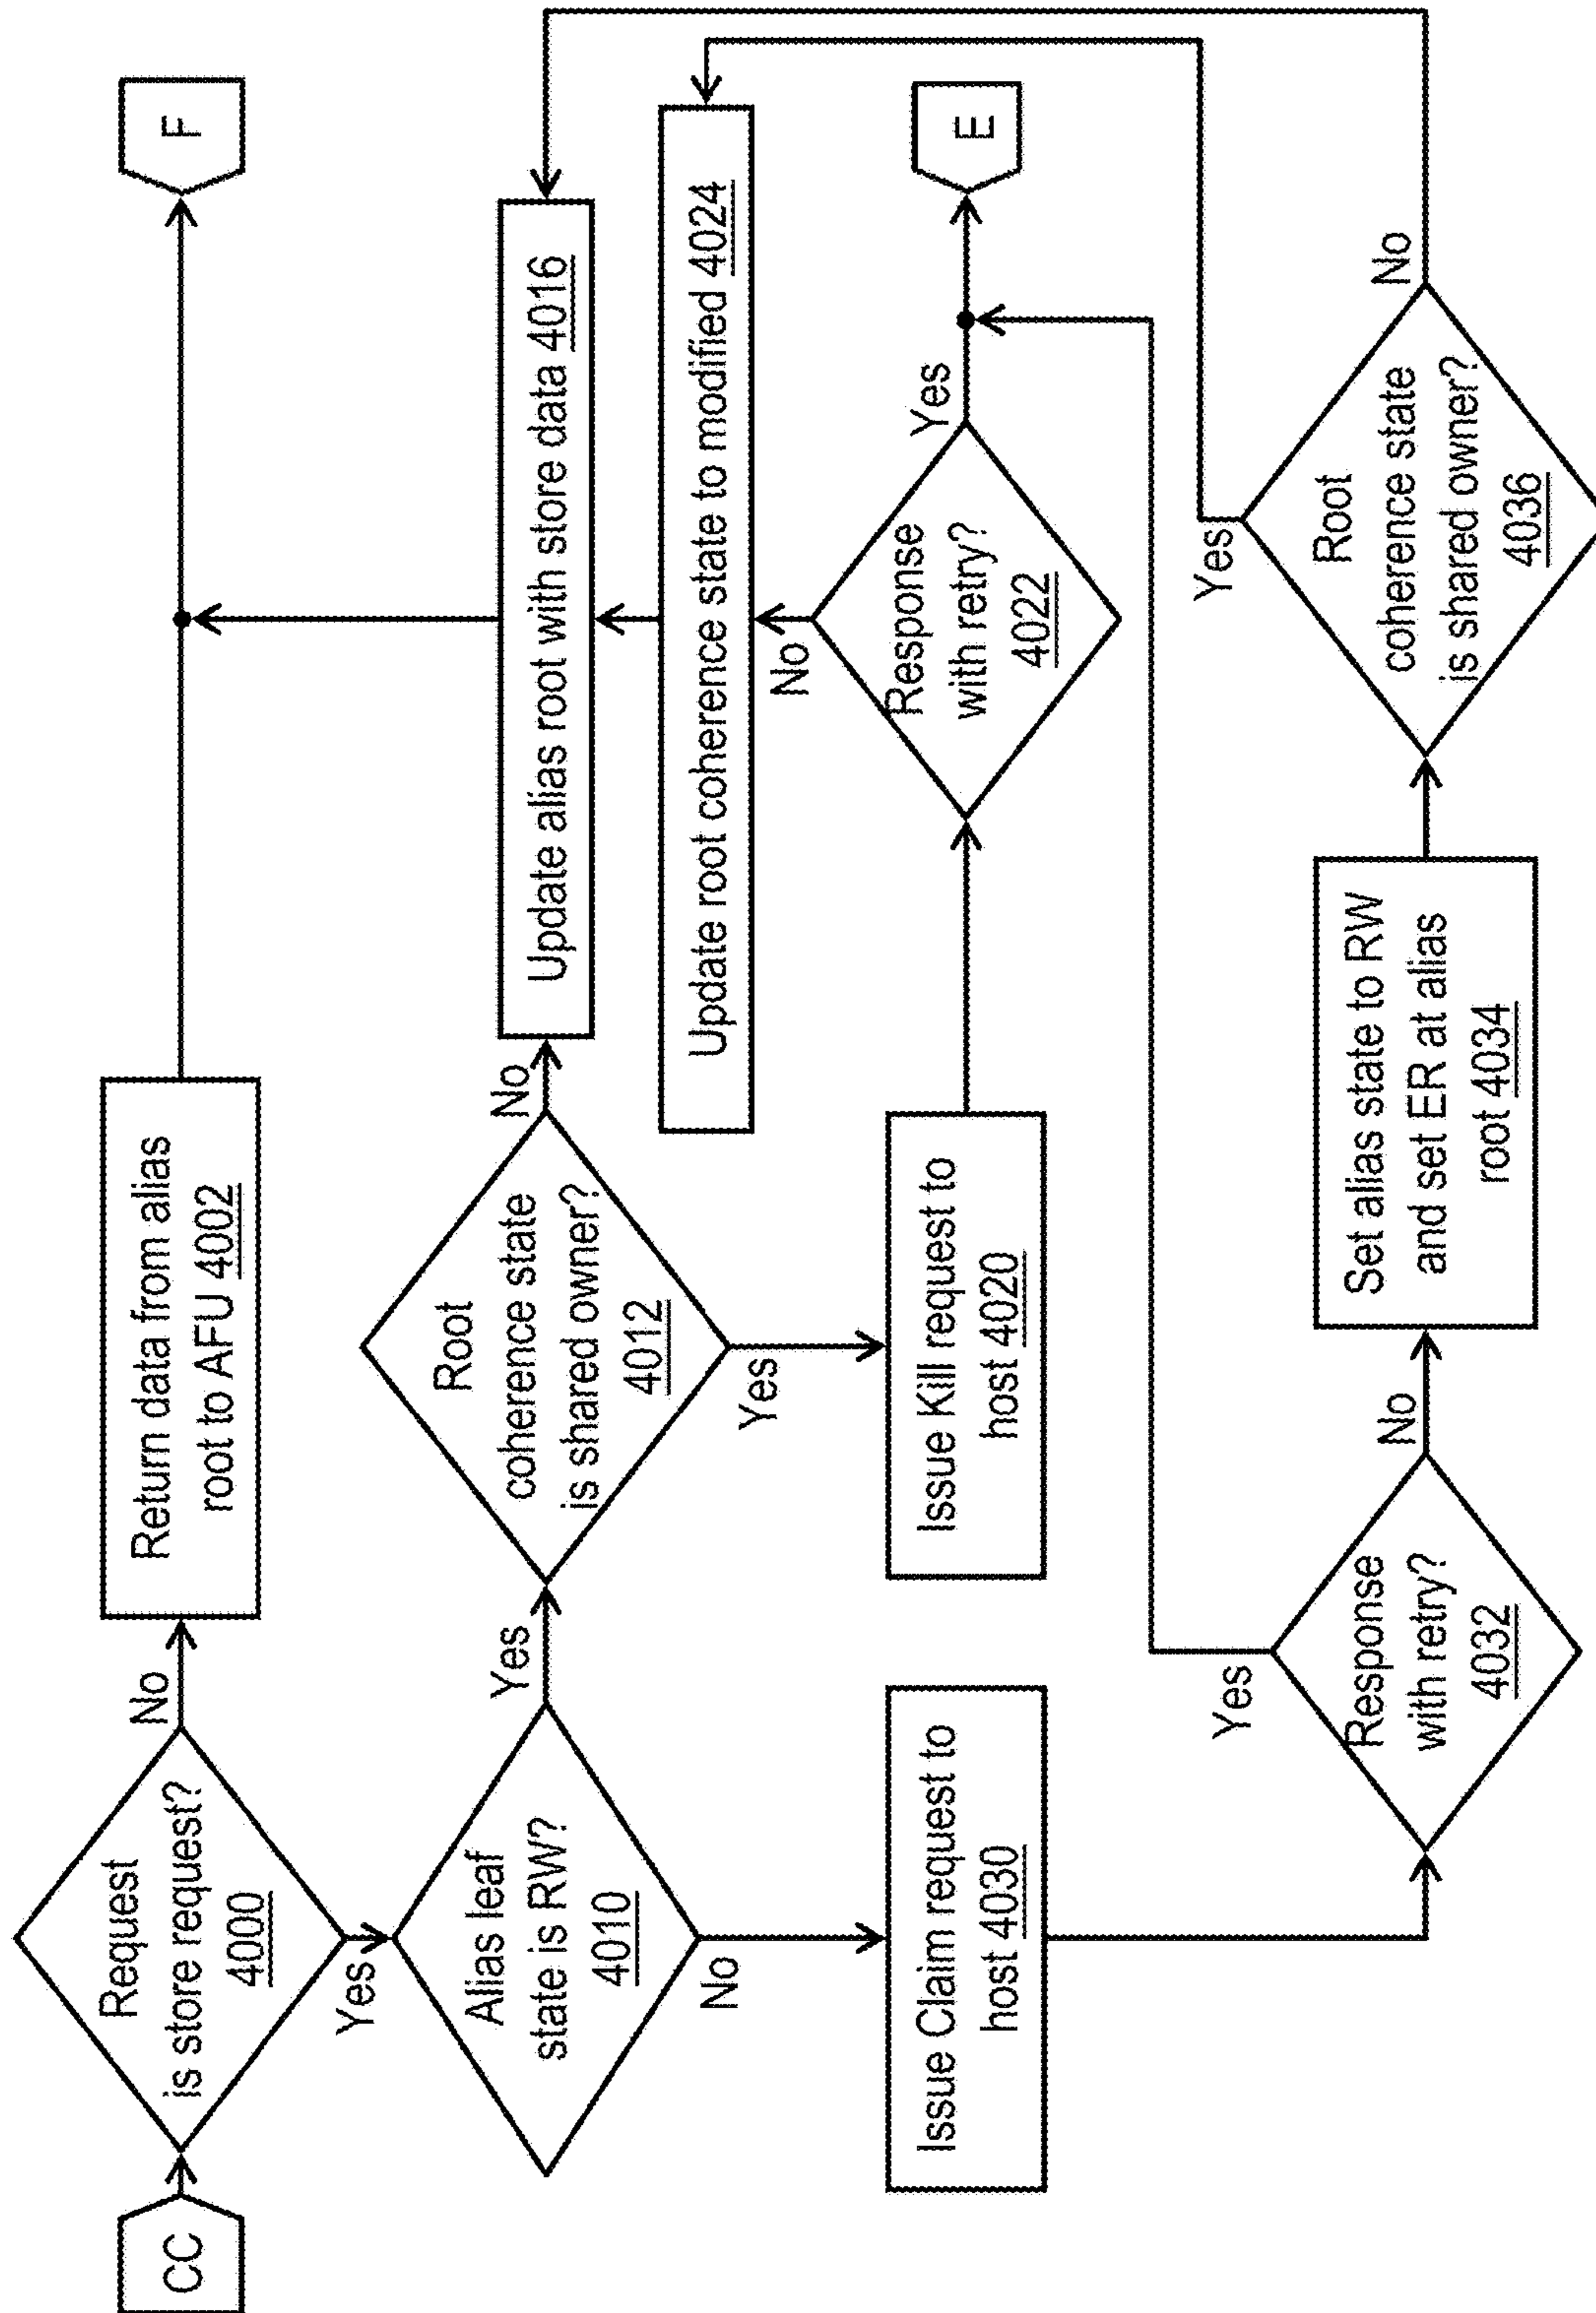 CC
Request
is store request?
4000
No
Return data from alias
root to AFU 4002
F
Yes
Alias leaf
state is RW?
4010
Yes
Root
coherence state
is shared owner?
4012
No
Update alias root with store data 4016
Update root coherence state to modified 4024
Yes
No
Issue Kill request to
host 4020
Response
with retry?
4022
No
Yes
E
Issue Claim request to
host 4030
Response
with retry?
4032
Yes
No
Set alias state to RW
and set ER at alias
root 4034
Root
coherence state
is shared owner?
4036
Yes
No